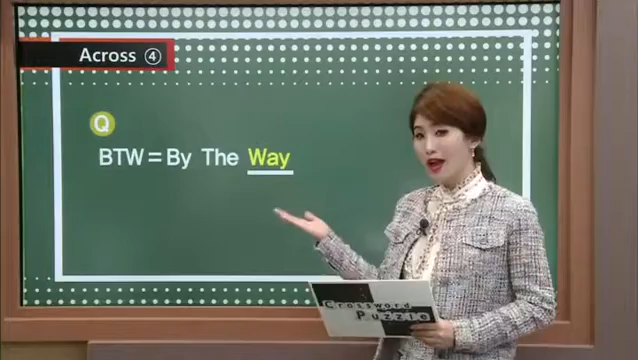 Across ④
Q
BTW = By The Way
Crossword
Puzzle